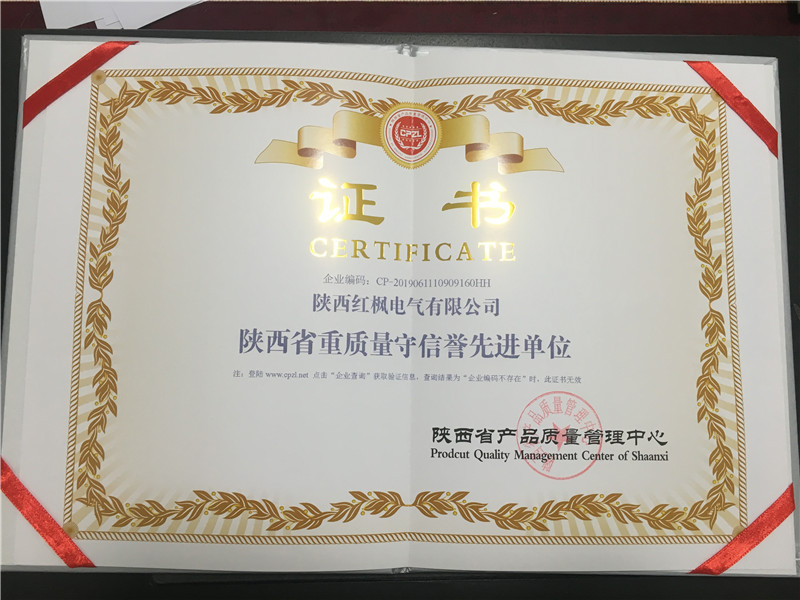 CPZL
证书
CERTIFICATE
企业编码：CP-2019061110909160HH
陕西红枫电气有限公司
陕西省重质量守信誉先进单位
注：登陆 www.cpzl.net 点击“企业查询”获取验证信息，查询结果为“企业编码不存在”时，此证书无效
陕西省产品质量管理中心
Prodcut Quality Management Center of Shaanxi